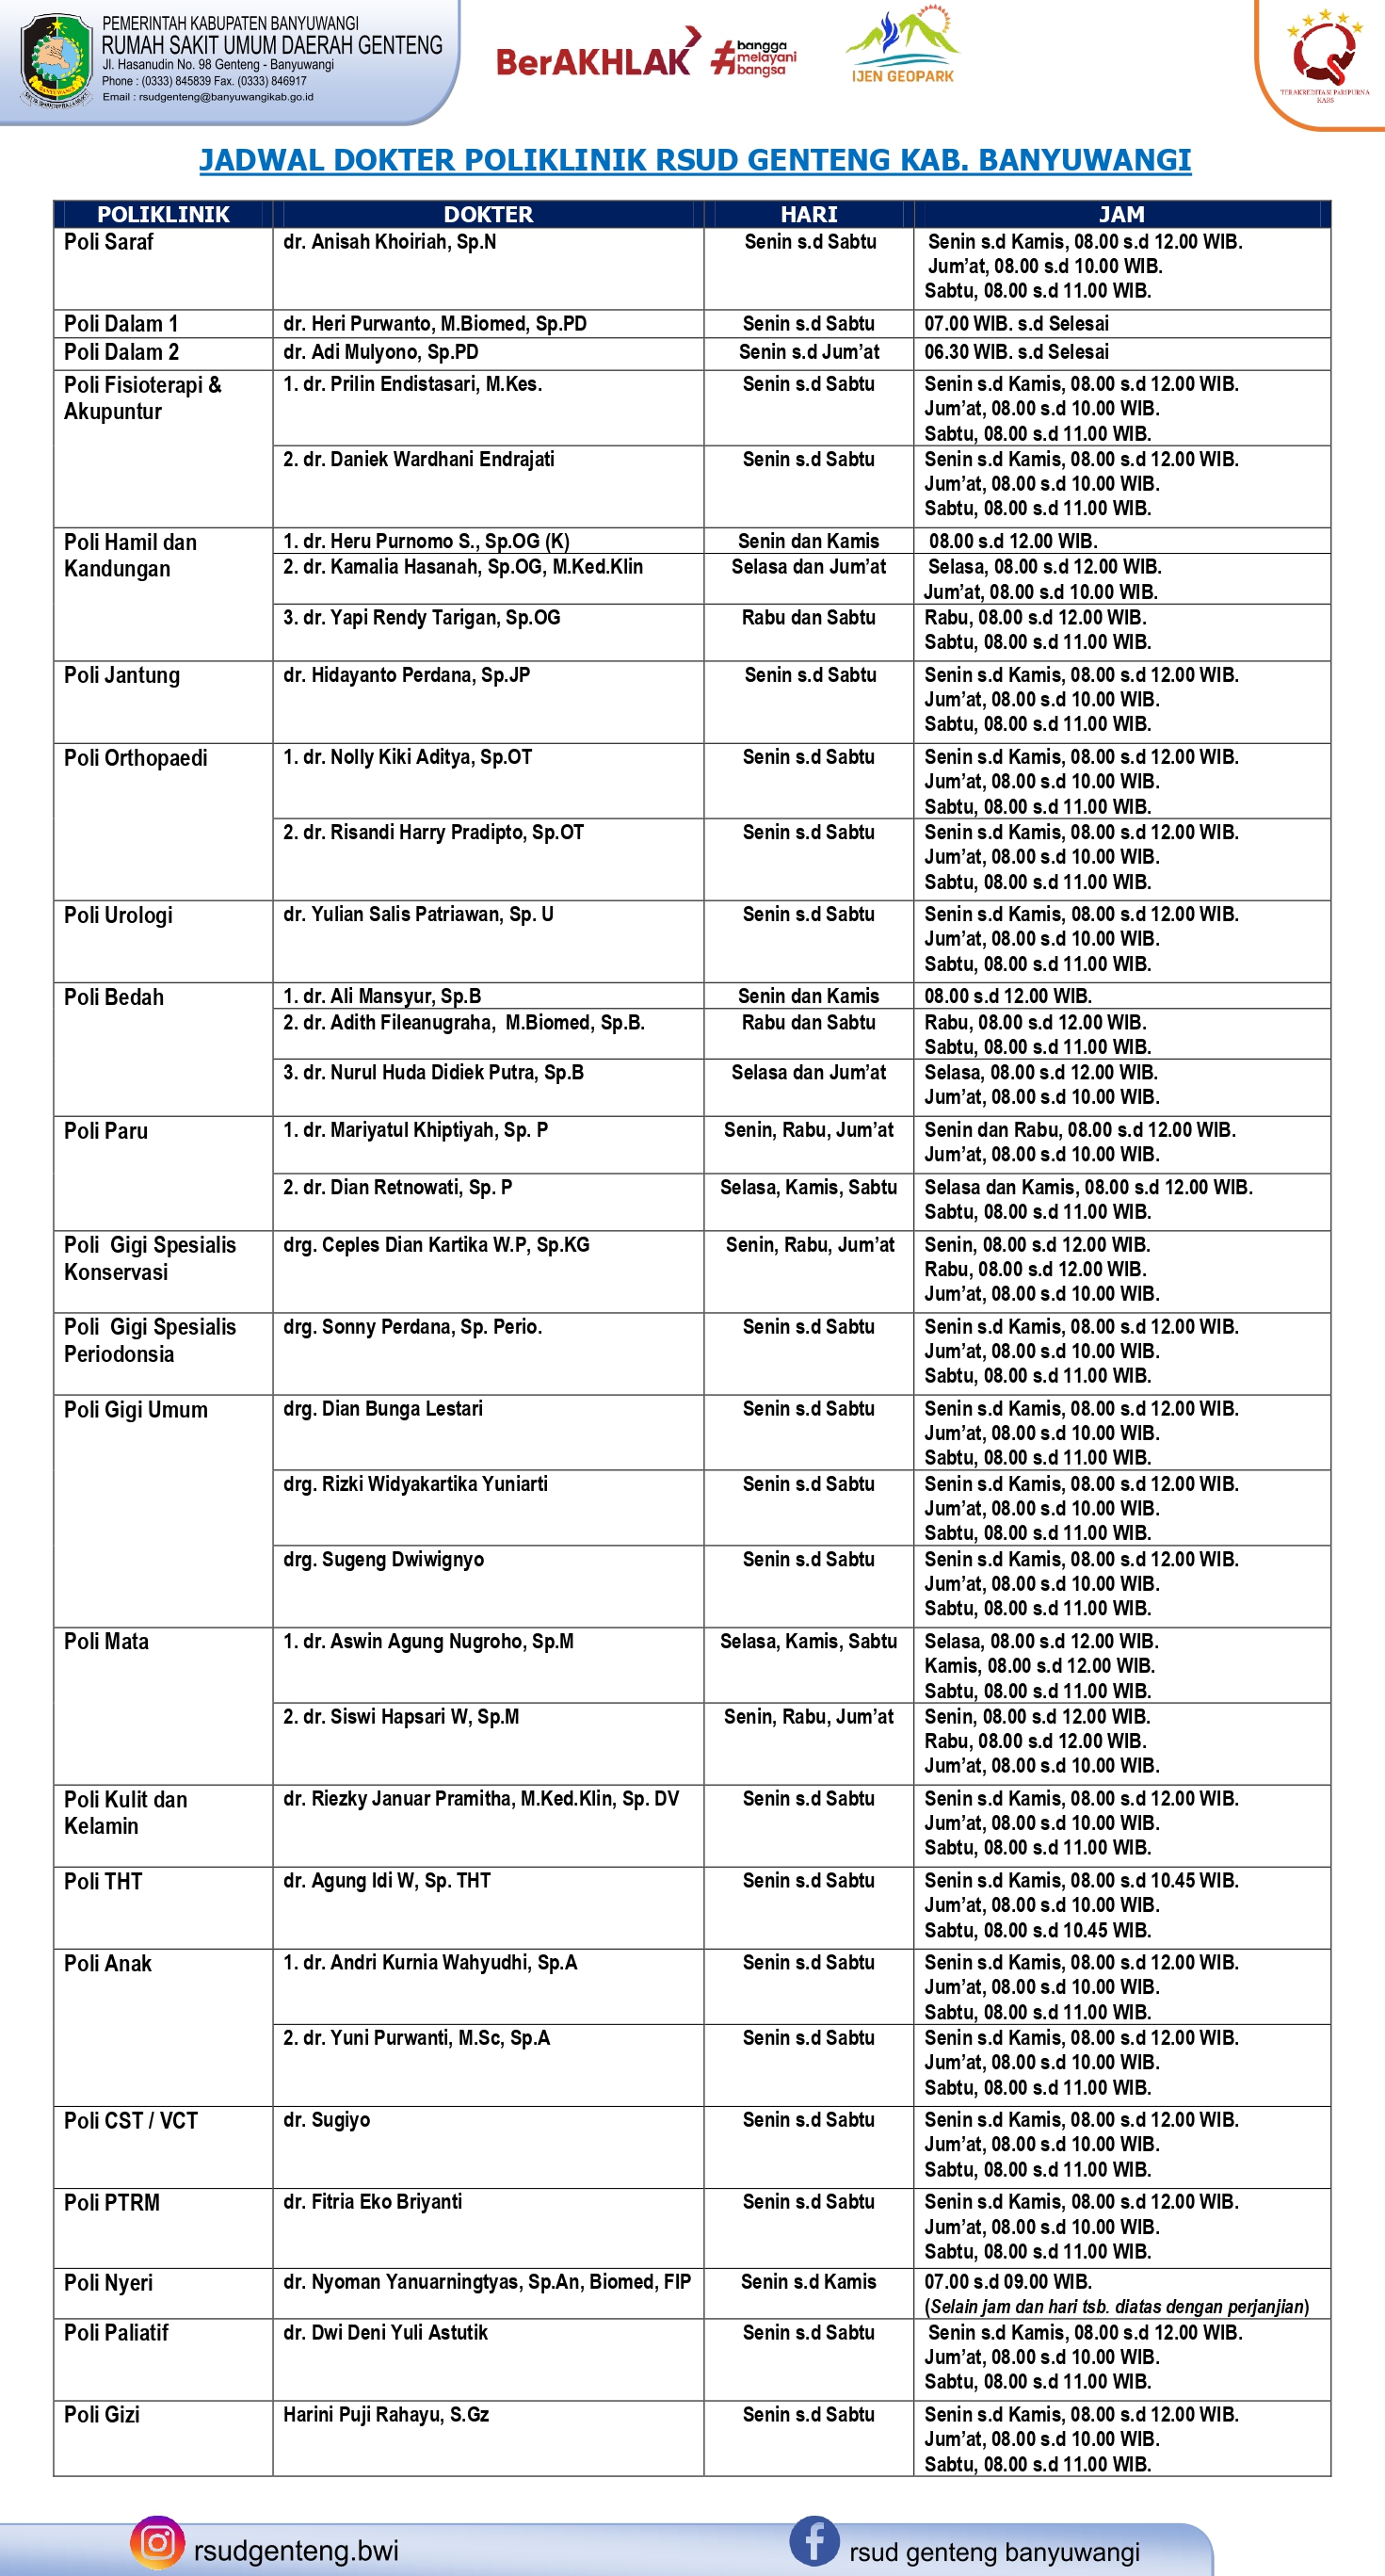 PEMERINTAH KABUPATEN BANYUWANGI
RUMAH SAKIT UMUM DAERAH GENTENG
Jl. Hasanudin No. 98 Genteng - Banyuwangi
Phone : (0333) 845839 Fax. (0333) 846917
Email : rsudgenteng@banyuwangikab.go.id
BANYUWANGI
BerAKHLAK
# bangga melayani bangsa
IJEN GEOPARK
TERAKREDITASI PARIPURNA
KARS
JADWAL DOKTER POLIKLINIK RSUD GENTENG KAB. BANYUWANGI
POLIKLINIK DOKTER HARI JAM
Poli Saraf dr. Anisah Khoiriah, Sp.N Senin s.d Sabtu Senin s.d Kamis, 08.00 s.d 12.00 WIB.
Jum’at, 08.00 s.d 10.00 WIB.
Sabtu, 08.00 s.d 11.00 WIB.
Poli Dalam 1 dr. Heri Purwanto, M.Biomed, Sp.PD Senin s.d Sabtu 07.00 WIB. s.d Selesai
Poli Dalam 2 dr. Adi Mulyono, Sp.PD Senin s.d Jum’at 06.30 WIB. s.d Selesai
Poli Fisioterapi & 1. dr. Prilin Endistasari, M.Kes. Senin s.d Sabtu Senin s.d Kamis, 08.00 s.d 12.00 WIB.
Akupuntur Jum’at, 08.00 s.d 10.00 WIB.
Sabtu, 08.00 s.d 11.00 WIB.
2. dr. Daniek Wardhani Endrajati Senin s.d Sabtu Senin s.d Kamis, 08.00 s.d 12.00 WIB.
Jum’at, 08.00 s.d 10.00 WIB.
Sabtu, 08.00 s.d 11.00 WIB.
Poli Hamil dan 1. dr. Heru Purnomo S., Sp.OG (K) Senin dan Kamis 08.00 s.d 12.00 WIB.
Kandungan 2. dr. Kamalia Hasanah, Sp.OG, M.Ked.Klin Selasa dan Jum’at Selasa, 08.00 s.d 12.00 WIB.
Jum’at, 08.00 s.d 10.00 WIB.
3. dr. Yapi Rendy Tarigan, Sp.OG Rabu dan Sabtu Rabu, 08.00 s.d 12.00 WIB.
Sabtu, 08.00 s.d 11.00 WIB.
Poli Jantung dr. Hidayanto Perdana, Sp.JP Senin s.d Sabtu Senin s.d Kamis, 08.00 s.d 12.00 WIB.
Jum’at, 08.00 s.d 10.00 WIB.
Sabtu, 08.00 s.d 11.00 WIB.
Poli Orthopaedi 1. dr. Nolly Kiki Aditya, Sp.OT Senin s.d Sabtu Senin s.d Kamis, 08.00 s.d 12.00 WIB.
Jum’at, 08.00 s.d 10.00 WIB.
Sabtu, 08.00 s.d 11.00 WIB.
2. dr. Risandi Harry Pradipto, Sp.OT Senin s.d Sabtu Senin s.d Kamis, 08.00 s.d 12.00 WIB.
Jum’at, 08.00 s.d 10.00 WIB.
Sabtu, 08.00 s.d 11.00 WIB.
Poli Urologi dr. Yulian Salis Patriawan, Sp. U Senin s.d Sabtu Senin s.d Kamis, 08.00 s.d 12.00 WIB.
Jum’at, 08.00 s.d 10.00 WIB.
Sabtu, 08.00 s.d 11.00 WIB.
Poli Bedah 1. dr. Ali Mansyur, Sp.B Senin dan Kamis 08.00 s.d 12.00 WIB.
2. dr. Adith Fileanugraha, M.Biomed, Sp.B. Rabu dan Sabtu Rabu, 08.00 s.d 12.00 WIB.
Sabtu, 08.00 s.d 11.00 WIB.
3. dr. Nurul Huda Didiek Putra, Sp.B Selasa dan Jum’at Selasa, 08.00 s.d 12.00 WIB.
Jum’at, 08.00 s.d 10.00 WIB.
Poli Paru 1. dr. Mariyatul Khiptiyah, Sp. P Senin, Rabu, Jum’at Senin dan Rabu, 08.00 s.d 12.00 WIB.
Jum’at, 08.00 s.d 10.00 WIB.
2. dr. Dian Retnowati, Sp. P Selasa, Kamis, Sabtu Selasa dan Kamis, 08.00 s.d 12.00 WIB.
Sabtu, 08.00 s.d 11.00 WIB.
Poli Gigi Spesialis drg. Ceples Dian Kartika W.P, Sp.KG Senin, Rabu, Jum’at Senin, 08.00 s.d 12.00 WIB.
Konservasi Rabu, 08.00 s.d 12.00 WIB.
Jum’at, 08.00 s.d 10.00 WIB.
Poli Gigi Spesialis drg. Sonny Perdana, Sp. Perio. Senin s.d Sabtu Senin s.d Kamis, 08.00 s.d 12.00 WIB.
Periodonsia Jum’at, 08.00 s.d 10.00 WIB.
Sabtu, 08.00 s.d 11.00 WIB.
Poli Gigi Umum drg. Dian Bunga Lestari Senin s.d Sabtu Senin s.d Kamis, 08.00 s.d 12.00 WIB.
Jum’at, 08.00 s.d 10.00 WIB.
Sabtu, 08.00 s.d 11.00 WIB.
drg. Rizki Widyakartika Yuniarti Senin s.d Sabtu Senin s.d Kamis, 08.00 s.d 12.00 WIB.
Jum’at, 08.00 s.d 10.00 WIB.
Sabtu, 08.00 s.d 11.00 WIB.
drg. Sugeng Dwiwignyo Senin s.d Sabtu Senin s.d Kamis, 08.00 s.d 12.00 WIB.
Jum’at, 08.00 s.d 10.00 WIB.
Sabtu, 08.00 s.d 11.00 WIB.
Poli Mata 1. dr. Aswin Agung Nugroho, Sp.M Selasa, Kamis, Sabtu Selasa, 08.00 s.d 12.00 WIB.
Kamis, 08.00 s.d 12.00 WIB.
Sabtu, 08.00 s.d 11.00 WIB.
2. dr. Siswi Hapsari W, Sp.M Senin, Rabu, Jum’at Senin, 08.00 s.d 12.00 WIB.
Rabu, 08.00 s.d 12.00 WIB.
Jum’at, 08.00 s.d 10.00 WIB.
Poli Kulit dan dr. Riezky Januar Pramitha, M.Ked.Klin, Sp. DV Senin s.d Sabtu Senin s.d Kamis, 08.00 s.d 12.00 WIB.
Kelamin Jum’at, 08.00 s.d 10.00 WIB.
Sabtu, 08.00 s.d 11.00 WIB.
Poli THT dr. Agung Idi W, Sp. THT Senin s.d Sabtu Senin s.d Kamis, 08.00 s.d 10.45 WIB.
Jum’at, 08.00 s.d 10.00 WIB.
Sabtu, 08.00 s.d 10.45 WIB.
Poli Anak 1. dr. Andri Kurnia Wahyudhi, Sp.A Senin s.d Sabtu Senin s.d Kamis, 08.00 s.d 12.00 WIB.
Jum’at, 08.00 s.d 10.00 WIB.
Sabtu, 08.00 s.d 11.00 WIB.
2. dr. Yuni Purwanti, M.Sc, Sp.A Senin s.d Sabtu Senin s.d Kamis, 08.00 s.d 12.00 WIB.
Jum’at, 08.00 s.d 10.00 WIB.
Sabtu, 08.00 s.d 11.00 WIB.
Poli CST / VCT dr. Sugiyo Senin s.d Sabtu Senin s.d Kamis, 08.00 s.d 12.00 WIB.
Jum’at, 08.00 s.d 10.00 WIB.
Sabtu, 08.00 s.d 11.00 WIB.
Poli PTRM dr. Fitria Eko Briyanti Senin s.d Sabtu Senin s.d Kamis, 08.00 s.d 12.00 WIB.
Jum’at, 08.00 s.d 10.00 WIB.
Sabtu, 08.00 s.d 11.00 WIB.
Poli Nyeri dr. Nyoman Yanuarningtyas, Sp.An, Biomed, FIP Senin s.d Kamis 07.00 s.d 09.00 WIB.
(Selain jam dan hari tsb. diatas dengan perjanjian)
Poli Paliatif dr. Dwi Deni Yuli Astutik Senin s.d Sabtu Senin s.d Kamis, 08.00 s.d 12.00 WIB.
Jum’at, 08.00 s.d 10.00 WIB.
Sabtu, 08.00 s.d 11.00 WIB.
Poli Gizi Harini Puji Rahayu, S.Gz Senin s.d Sabtu Senin s.d Kamis, 08.00 s.d 12.00 WIB.
Jum’at, 08.00 s.d 10.00 WIB.
Sabtu, 08.00 s.d 11.00 WIB.
rsudgenteng.bwi
rsud genteng banyuwangi